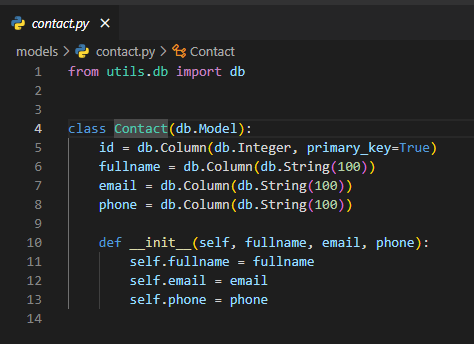 contact.py ×
models > contact.py > Contact
1 from utils.db import db
2
3
4 class Contact(db.Model):
5     id = db.Column(db.Integer, primary_key=True)
6     fullname = db.Column(db.String(100))
7     email = db.Column(db.String(100))
8     phone = db.Column(db.String(100))
9
10     def __init__(self, fullname, email, phone):
11         self.fullname = fullname
12         self.email = email
13         self.phone = phone
14